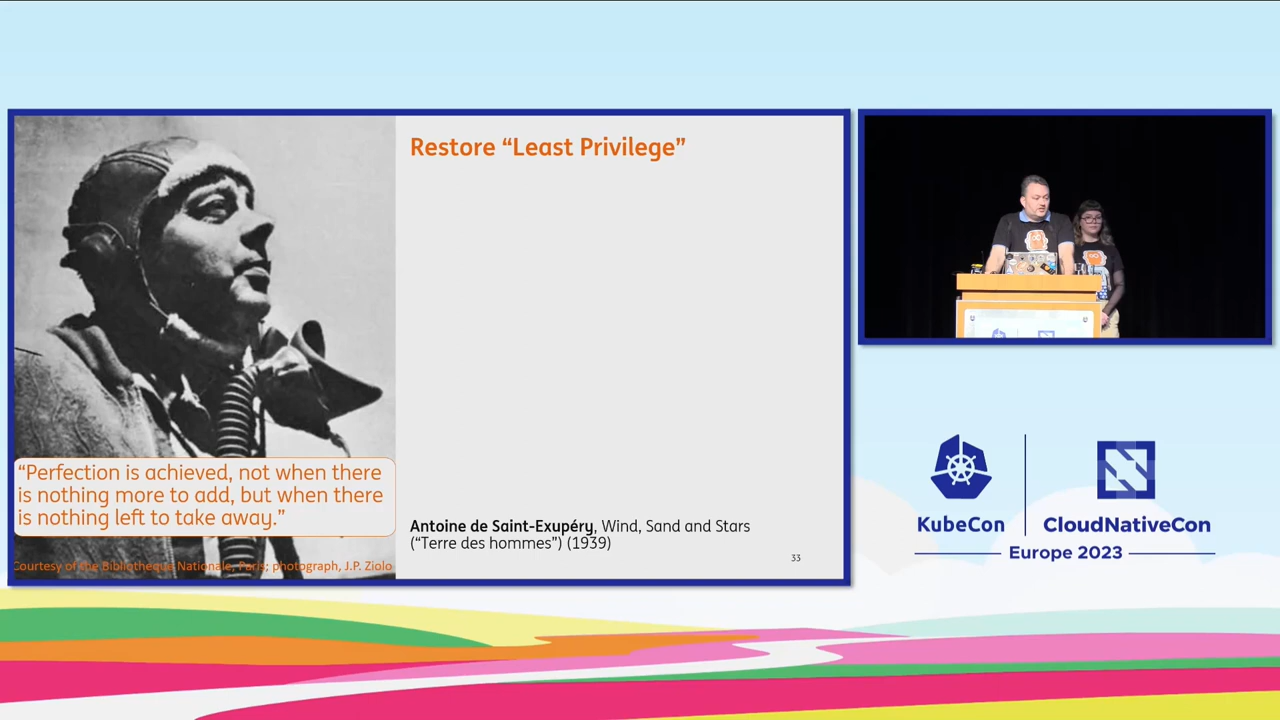 Restore “Least Privilege”
“Perfection is achieved, not when there
is nothing more to add, but when there
is nothing left to take away.”
Courtesy of the Bibliothèque Nationale, Paris; photograph, J.P. Ziolo
Antoine de Saint-Exupéry, Wind, Sand and Stars
(“Terre des hommes”) (1939)
33
KubeCon
CloudNativeCon
Europe 2023